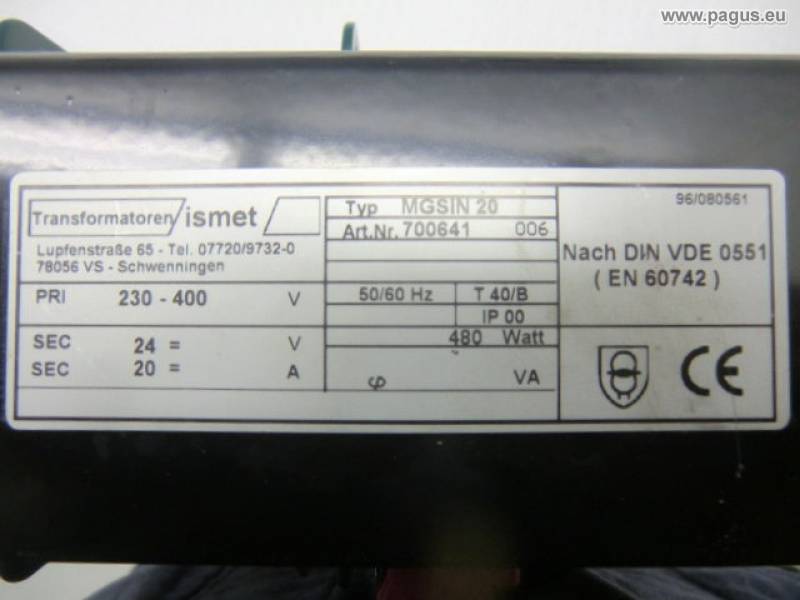 www.pagus.eu
Transformatoren ismet
Lupfenstraße 65 - Tel. 07720/9732-0
78056 VS - Schwenningen
Typ MGSIN 20
Art.Nr. 700641 006
96/080561
Nach DIN VDE 0551
( EN 60742 )
PRI 230 - 400 V
50/60 Hz T 40/B
IP 00
SEC 24 = V
480 Watt
SEC 20 = A
φ VA
CE